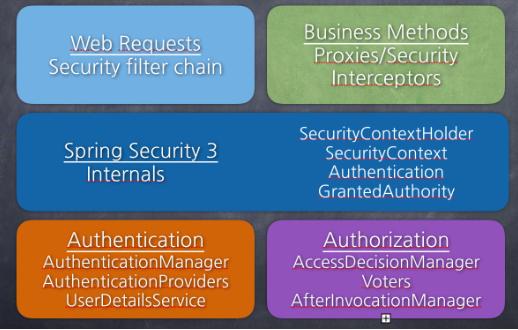 Web Requests
Security filter chain
Business Methods
Proxies/Security
Interceptors
Spring Security 3
Internals
SecurityContextHolder
SecurityContext
Authentication
GrantedAuthority
Authentication
AuthenticationManager
AuthenticationProviders
UserDetailsService
Authorization
AccessDecisionManager
Voters
AfterInvocationManager